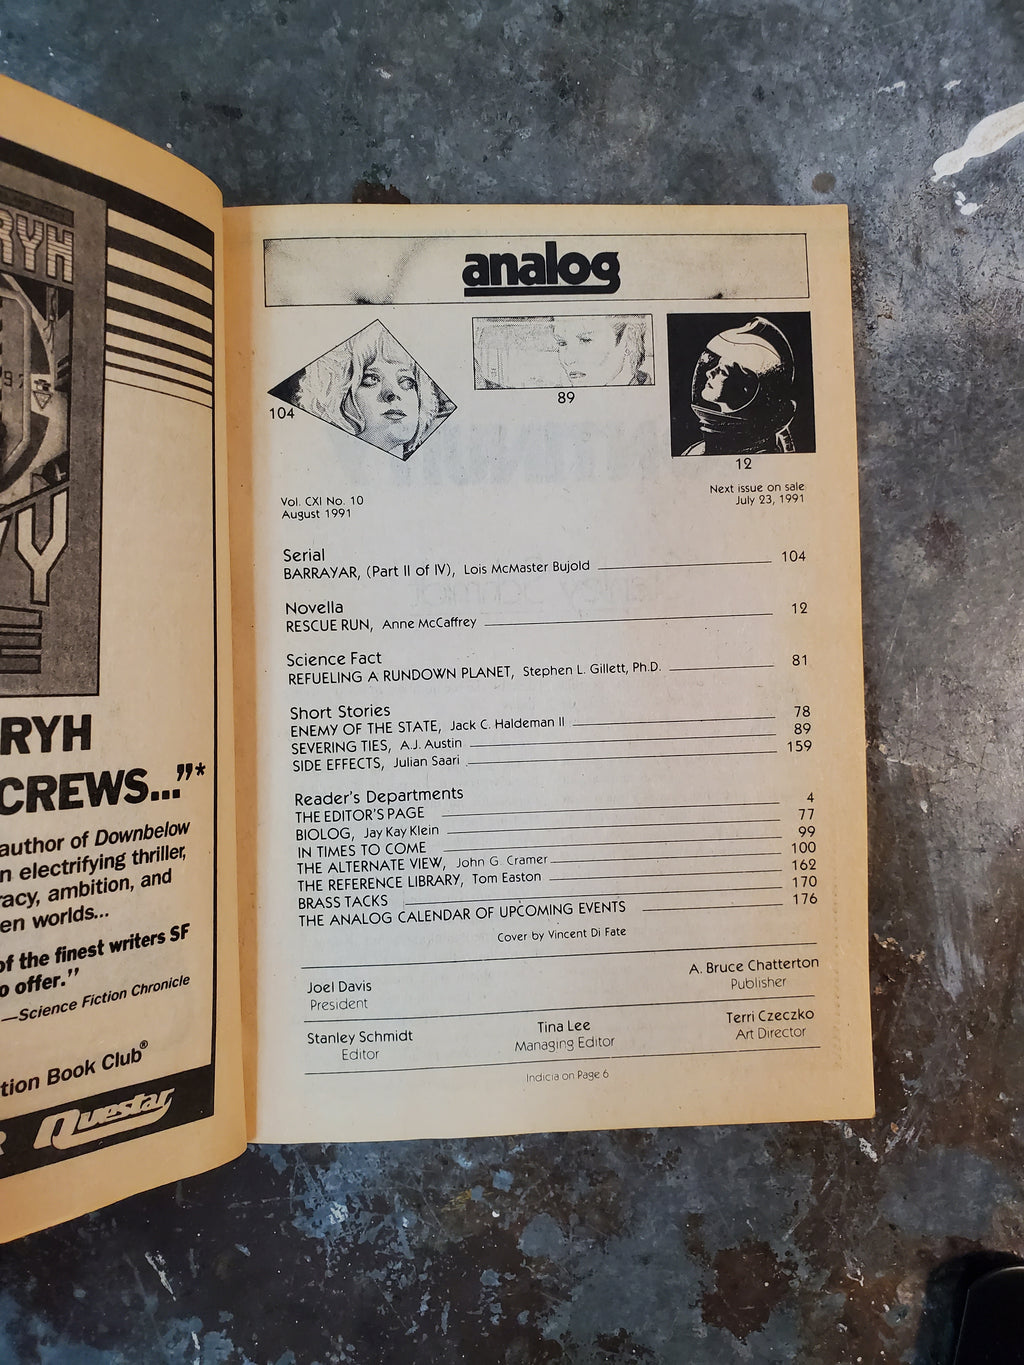 RYH
RYH
CREWS..."*
author of Downbelow
n electrifying thriller,
racy, ambition, and
en worlds...
of the finest writers SF
o offer."
—Science Fiction Chronicle
tion Book Club®
Questar
analog
104
89
12
Vol. CXI No. 10
August 1991
Next issue on sale
July 23, 1991
Serial
BARRAYAR, (Part II of IV), Lois McMaster Bujold 104
Novella
RESCUE RUN, Anne McCaffrey 12
Science Fact
REFUELING A RUNDOWN PLANET, Stephen L. Gillett, Ph.D. 81
Short Stories
ENEMY OF THE STATE, Jack C. Haldeman II 78
SEVERING TIES, A.J. Austin 89
SIDE EFFECTS, Julian Saari 159
Reader's Departments
THE EDITOR'S PAGE 4
BIOLOG, Jay Kay Klein 77
IN TIMES TO COME 99
THE ALTERNATE VIEW, John G. Cramer 100
THE REFERENCE LIBRARY, Tom Easton 162
BRASS TACKS 170
THE ANALOG CALENDAR OF UPCOMING EVENTS 176
Cover by Vincent Di Fate
Joel Davis
President
A. Bruce Chatterton
Publisher
Stanley Schmidt
Editor
Tina Lee
Managing Editor
Terri Czeczko
Art Director
Indicia on Page 6